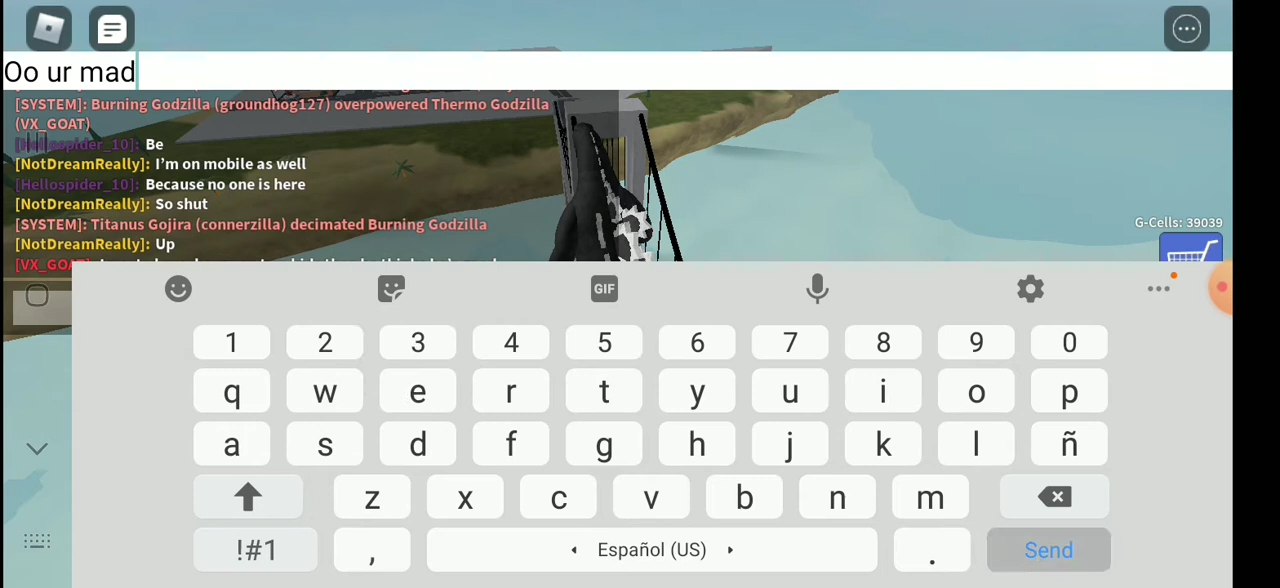 Oo ur mad
[SYSTEM]: Burning Godzilla (groundhog127) overpowered Thermo Godzilla
(VX_GOAT)
[Hellospider_10]: Be
[NotDreamReally]: I'm on mobile as well
[Hellospider_10]: Because no one is here
[NotDreamReally]: So shut
[SYSTEM]: Titanus Gojira (connerzilla) decimated Burning Godzilla
G-Cells: 39039
[NotDreamReally]: Up
GIF
1 2 3 4 5 6 7 8 9 0
q w e r t y u i o p
a s d f g h j k l ñ
z x c v b n m
!#1 , Español (US) . Send